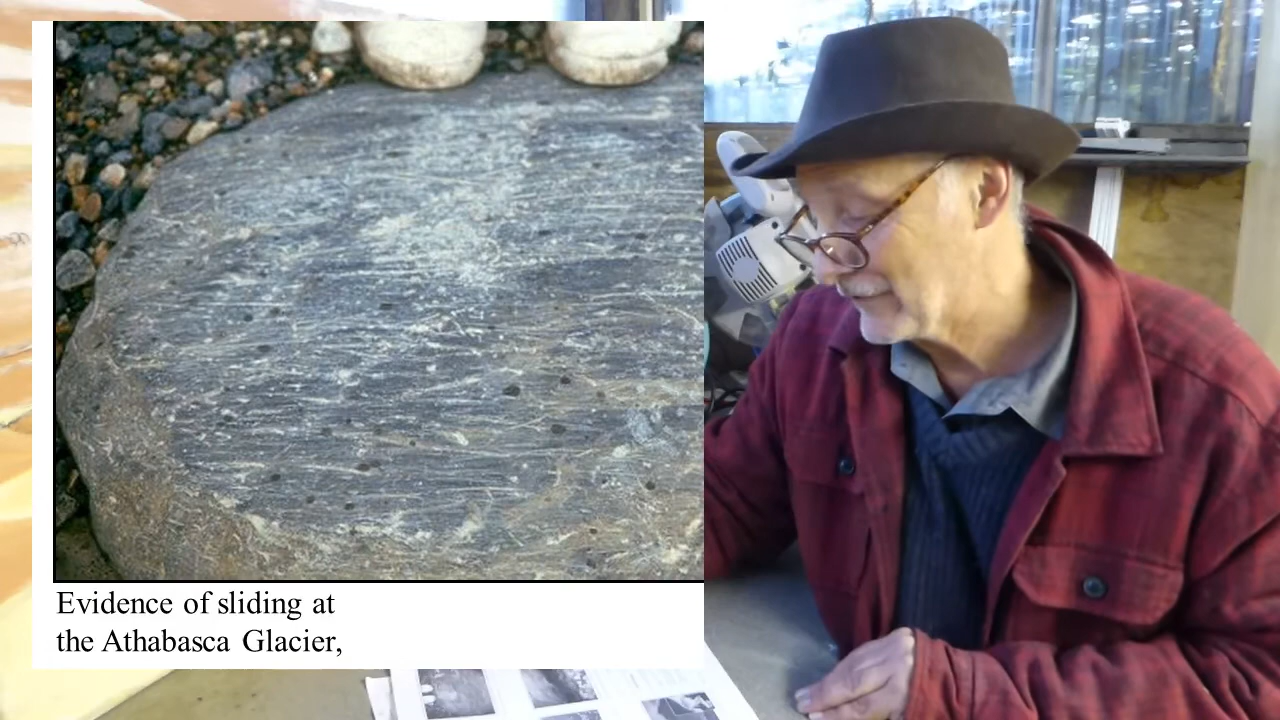 Evidence of sliding at
the Athabasca Glacier,